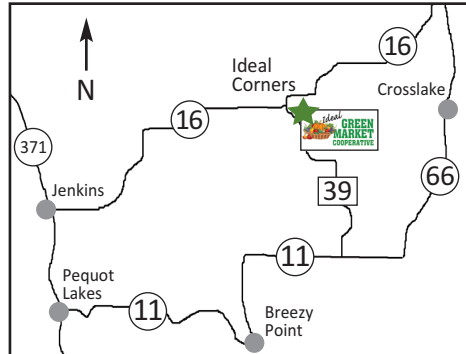 16
Ideal
Corners
Crosslake
N
16
Ideal
GREEN
MARKET
COOPERATIVE
371
39
66
Jenkins
11
Pequot
Lakes
11
Breezy
Point